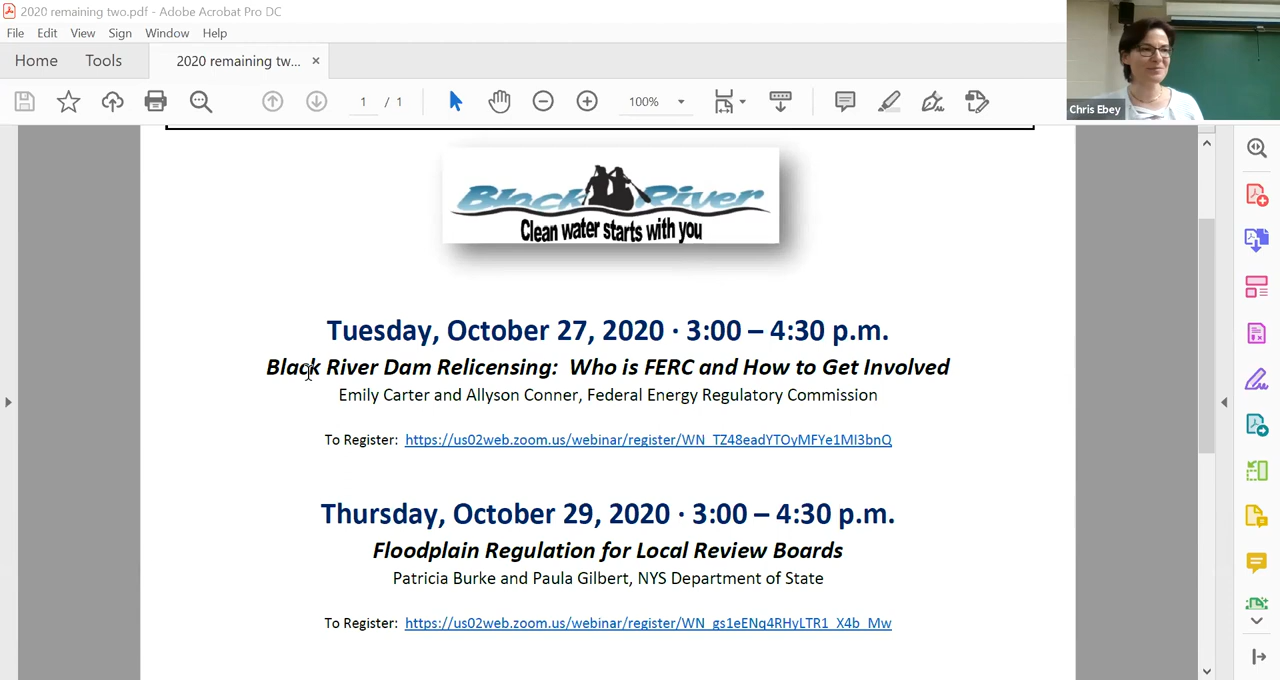 2020 remaining two.pdf - Adobe Acrobat Pro DC
File Edit View Sign Window Help
Home Tools 2020 remaining tw... ×
1 / 1 100%
Chris Ebey
Black River
Clean water starts with you
Tuesday, October 27, 2020 · 3:00 – 4:30 p.m.
Black River Dam Relicensing: Who is FERC and How to Get Involved
Emily Carter and Allyson Conner, Federal Energy Regulatory Commission
To Register: https://us02web.zoom.us/webinar/register/WN_TZ48eadYTOyMFYe1MI3bnQ
Thursday, October 29, 2020 · 3:00 – 4:30 p.m.
Floodplain Regulation for Local Review Boards
Patricia Burke and Paula Gilbert, NYS Department of State
To Register: https://us02web.zoom.us/webinar/register/WN_gs1eENq4RHyLTR1_X4b_Mw